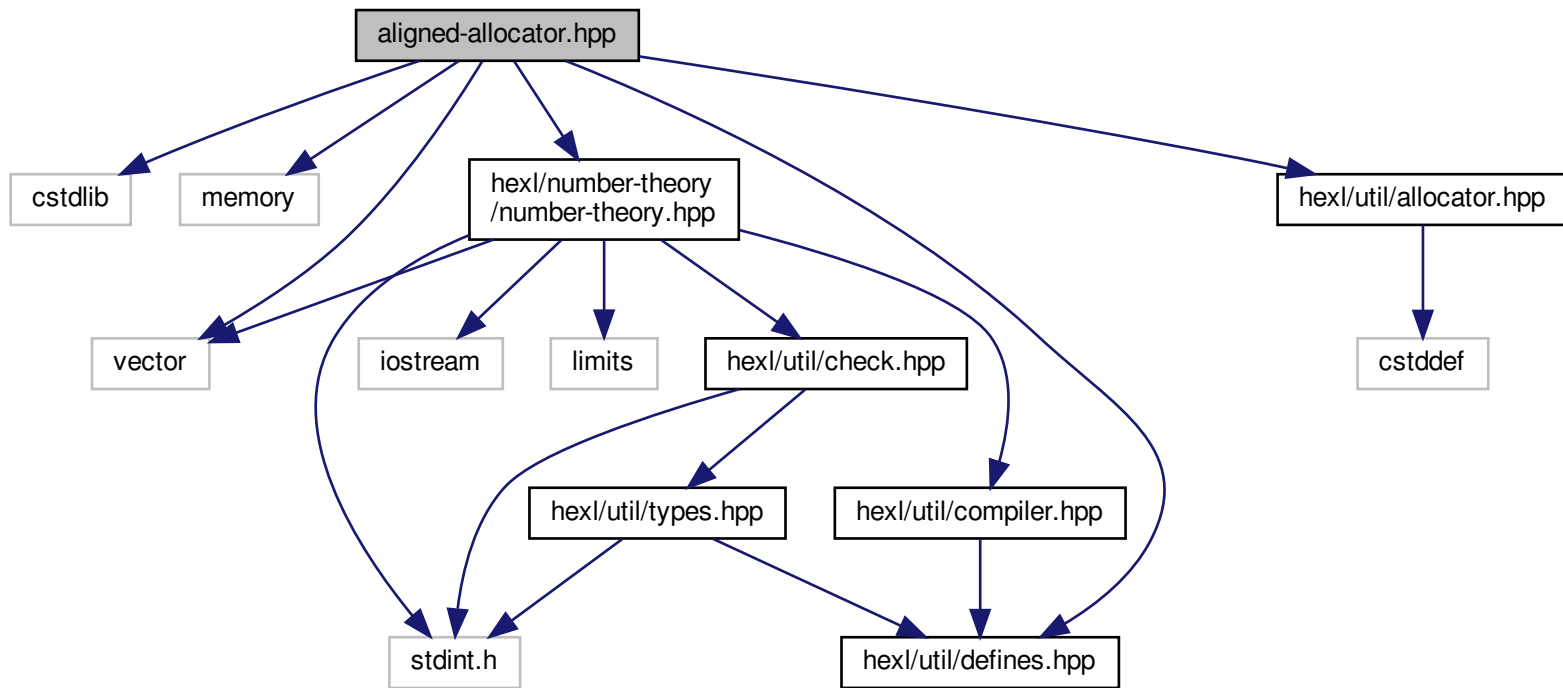 aligned-allocator.hpp
cstdlib
memory
hexl/number-theory
/number-theory.hpp
hexl/util/allocator.hpp
vector
iostream
limits
hexl/util/check.hpp
cstddef
hexl/util/types.hpp
hexl/util/compiler.hpp
stdint.h
hexl/util/defines.hpp